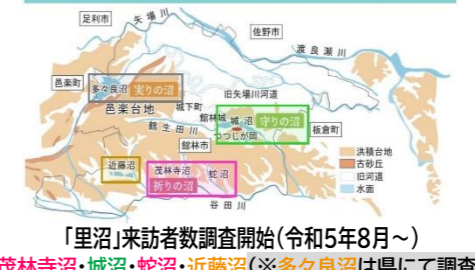 足利市
矢場川
佐野市
渡良瀬川
邑楽町
多々良沼 実りの沼
旧矢場川河道
邑楽台地
城下町
館林城
城沼 守りの沼
鶴生田川
つつじが岡
板倉町
館林市
近藤沼
茂林寺沼 蛇沼
祈りの沼
谷田川
洪積台地
古砂丘
旧河道
水面
「里沼」来訪者数調査開始(令和5年8月～)
茂林寺沼・城沼・蛇沼・近藤沼(※多々良沼は県にて調査